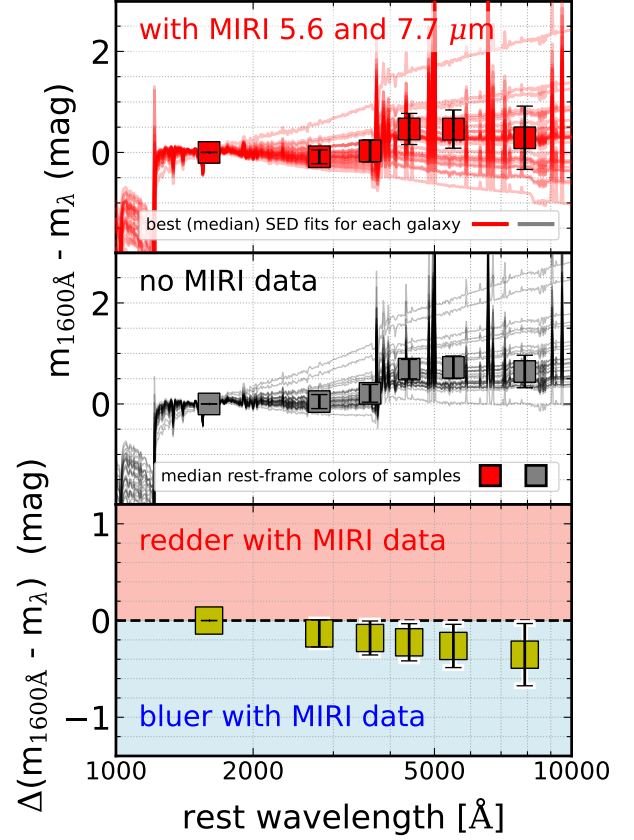 with MIRI 5.6 and 7.7 μm
2
0
best (median) SED fits for each galaxy
m1600Å - mλ (mag)
no MIRI data
2
0
median rest-frame colors of samples
Δ(m1600Å - mλ) (mag)
1
redder with MIRI data
0
−1
bluer with MIRI data
1000 2000 5000 10000
rest wavelength [Å]